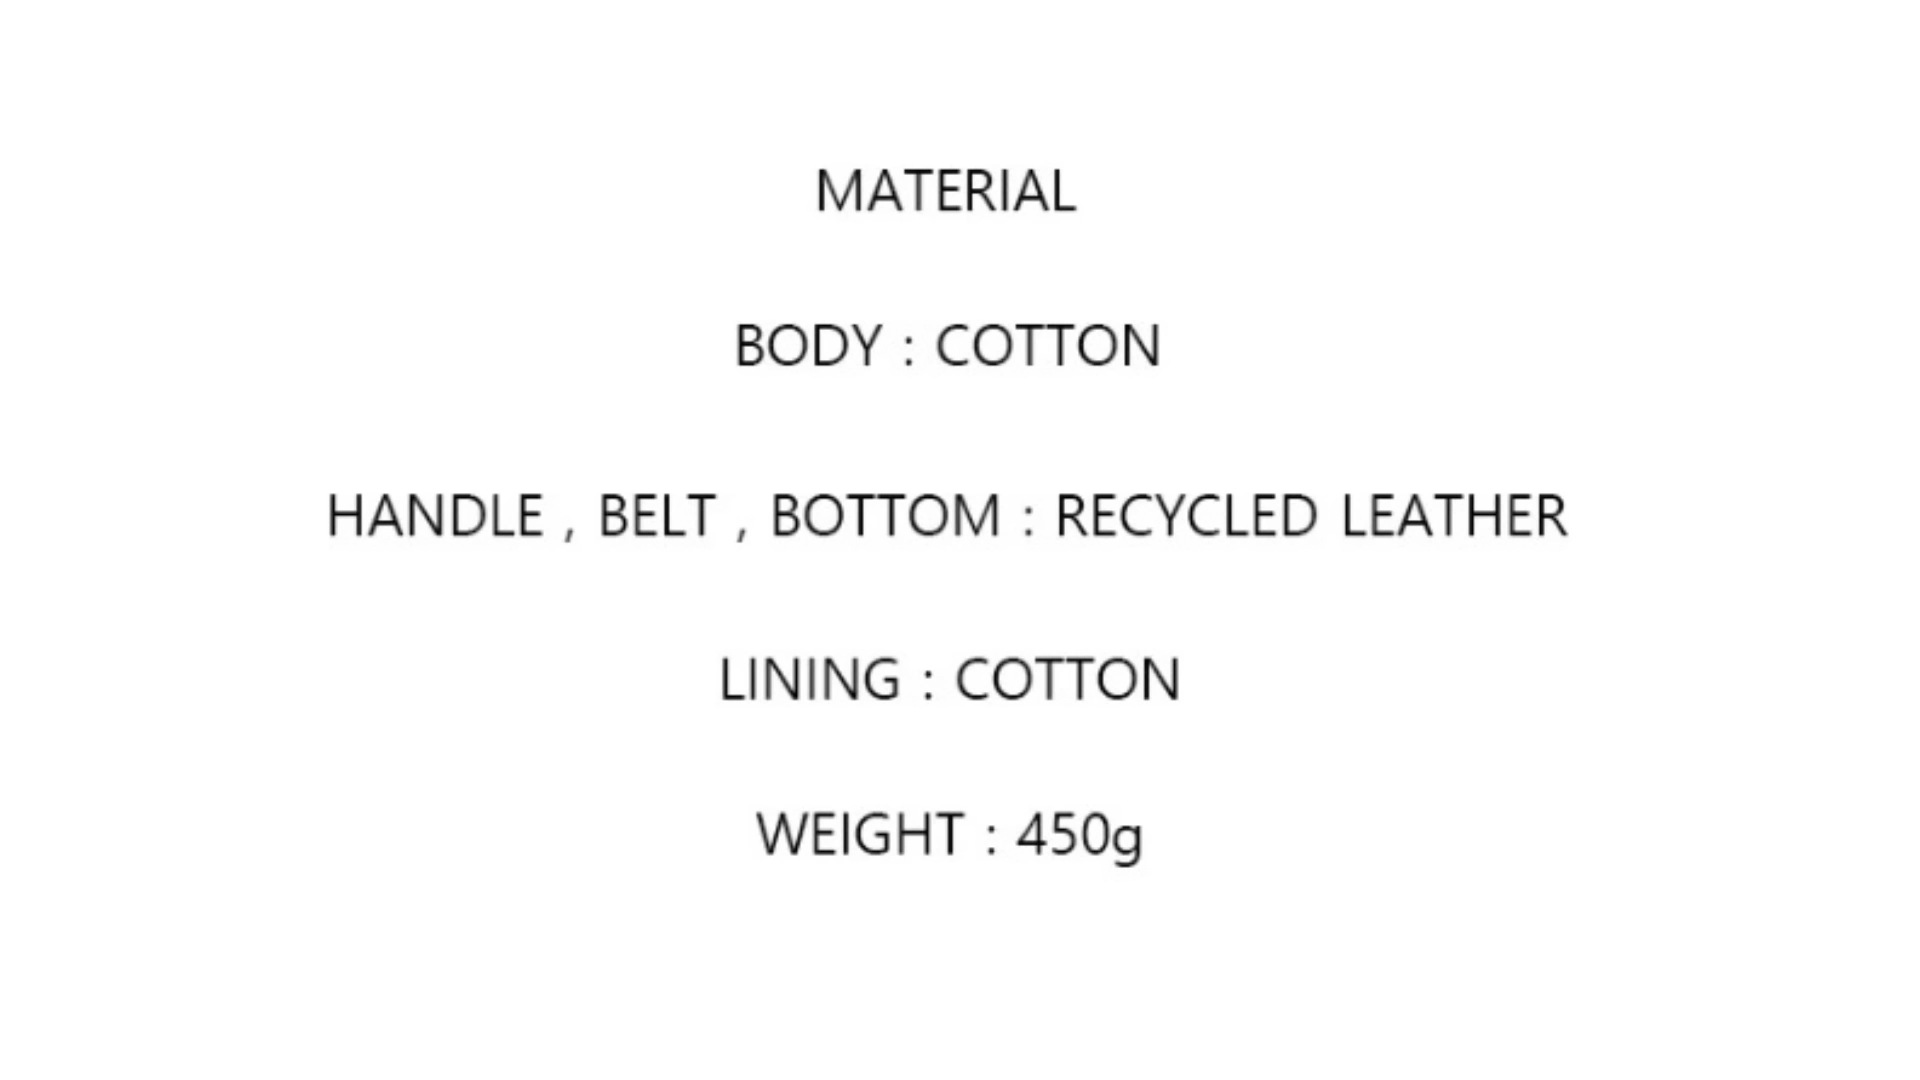 MATERIAL
BODY : COTTON
HANDLE , BELT , BOTTOM : RECYCLED LEATHER
LINING : COTTON
WEIGHT : 450g